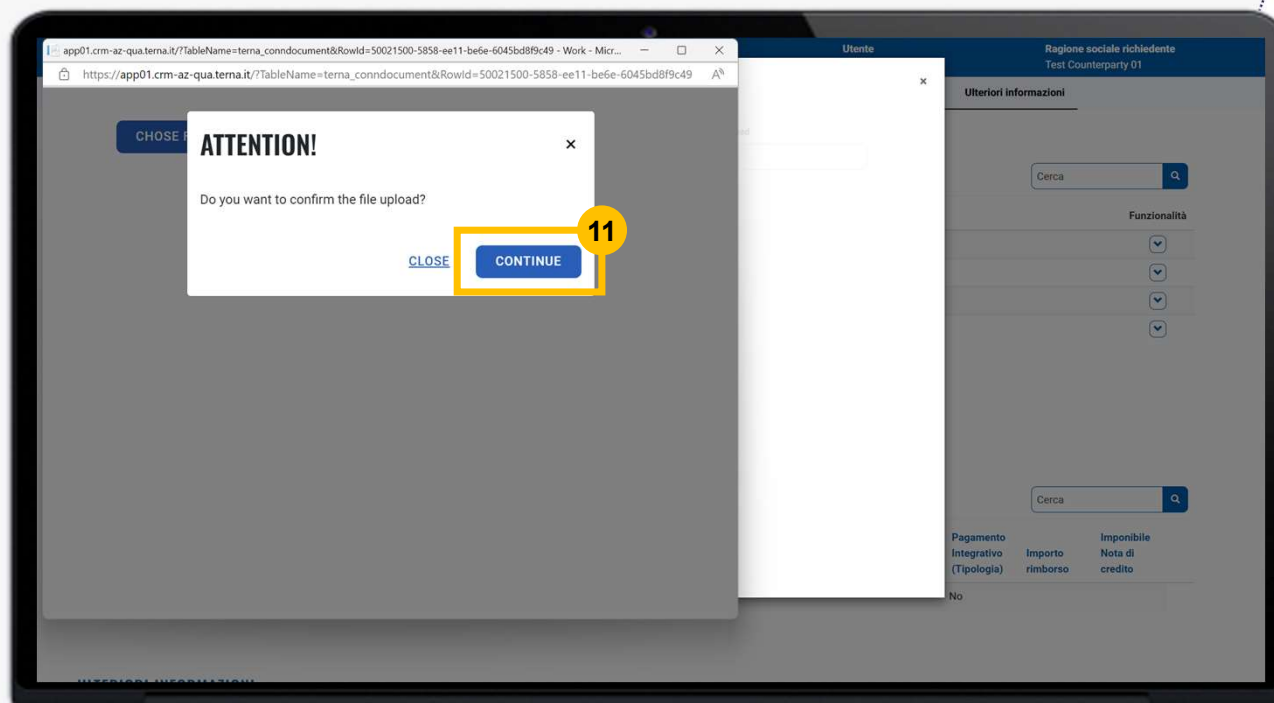 app01.crm-az-qua.terna.it/?TableName=terna_conndocument&RowId=50021500-5858-ee11-be6e-6045bd8f9c49 - Work - Micr...
https://app01.crm-az-qua.terna.it/?TableName=terna_conndocument&RowId=50021500-5858-ee11-be6e-6045bd8f9c49
Utente
Ragione sociale richiedente
Test Counterparty 01
Ulteriori informazioni
CHOSE F
ATTENTION!
Do you want to confirm the file upload?
CLOSE
CONTINUE
11
Cerca
Funzionalità
Cerca
Pagamento Integrativo (Tipologia)
Importo rimborso
Imponibile Nota di credito
No
ULTERIORI INFORMAZIONI